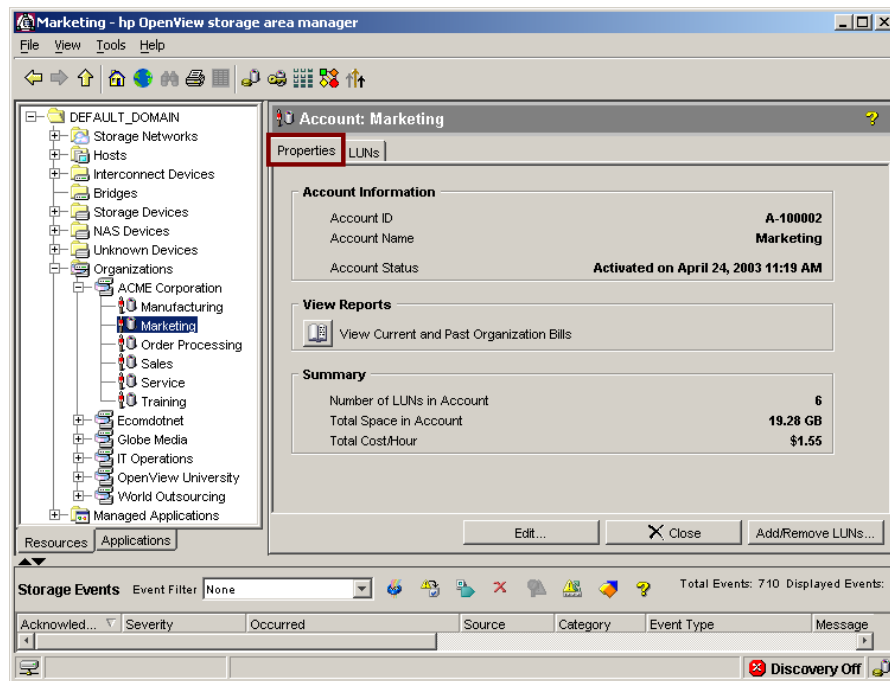 Marketing - hp OpenView storage area manager
File View Tools Help
DEFAULT_DOMAIN
Storage Networks
Hosts
Interconnect Devices
Bridges
Storage Devices
NAS Devices
Unknown Devices
Organizations
ACME Corporation
Manufacturing
Marketing
Order Processing
Sales
Service
Training
Ecomdotnet
Globe Media
IT Operations
OpenView University
World Outsourcing
Managed Applications
Resources Applications
Account: Marketing
Properties LUNs
Account Information
Account ID A-100002
Account Name Marketing
Account Status Activated on April 24, 2003 11:19 AM
View Reports
View Current and Past Organization Bills
Summary
Number of LUNs in Account 6
Total Space in Account 19.28 GB
Total Cost/Hour $1.55
Edit... Close Add/Remove LUNs...
Storage Events Event Filter None Total Events: 710 Displayed Events:
Acknowled... Severity Occurred Source Category Event Type Message
Discovery Off